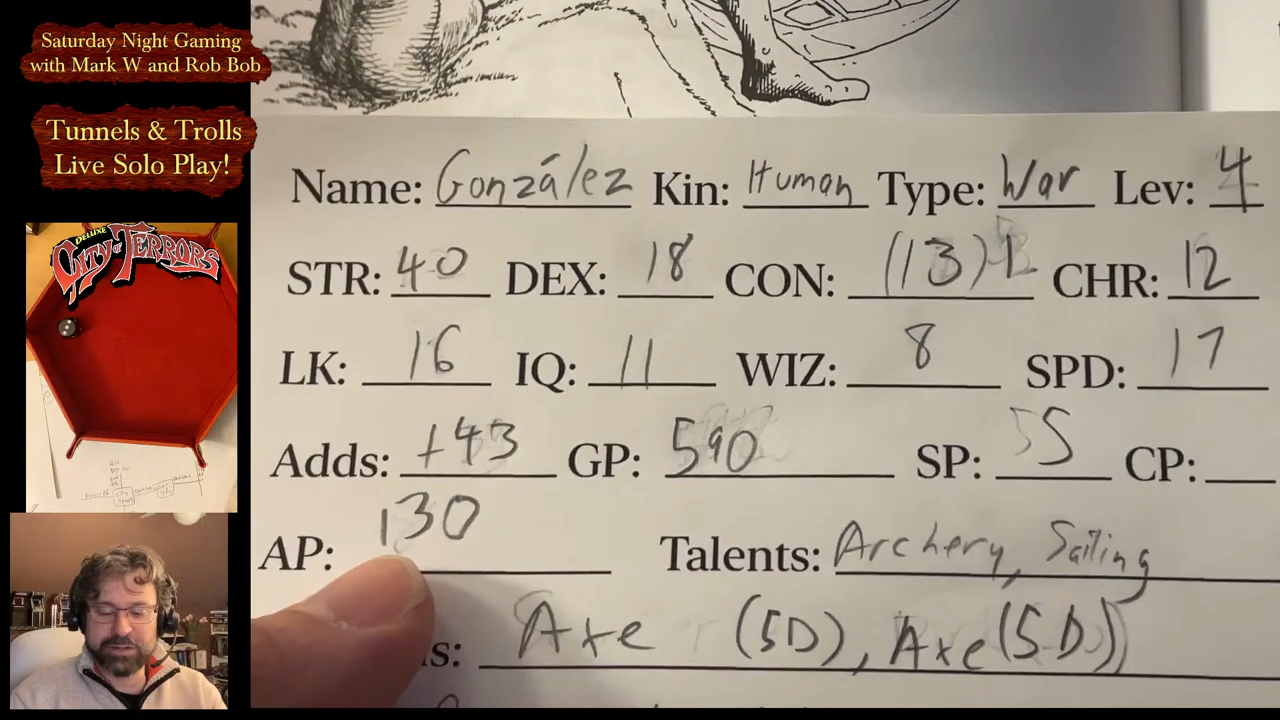 Saturday Night Gaming
with Mark W and Rob Bob
Tunnels & Trolls
Live Solo Play!
DELUXE
CITY OF TERRORS
Name: González Kin: Human Type: War Lev: 4
STR: 40 DEX: 18 CON: (13) CHR: 12
LK: 16 IQ: 11 WIZ: 8 SPD: 17
Adds: +43 GP: 590 SP: 5 CP:
AP: 130 Talents: Archery, Sailing
s: Axe (5D), Axe (5D)